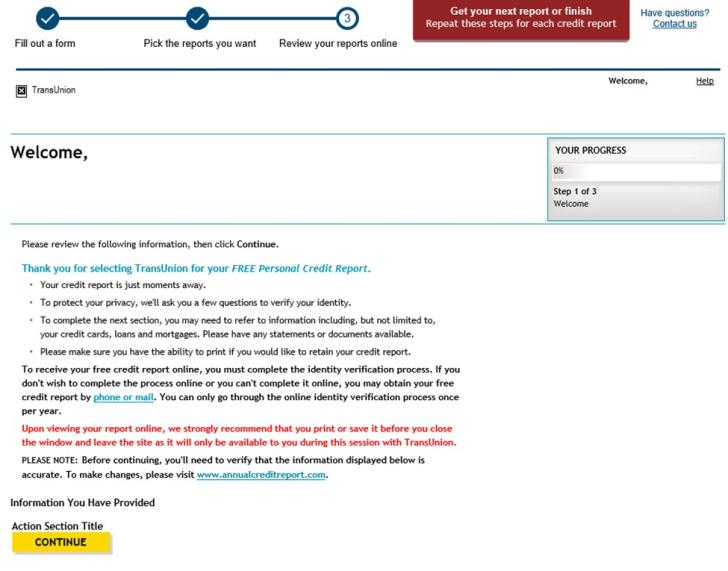 3
Fill out a form
Pick the reports you want
Review your reports online
Get your next report or finish
Repeat these steps for each credit report
Have questions?
Contact us
TransUnion
Welcome,
Help
Welcome,
YOUR PROGRESS
0%
Step 1 of 3
Welcome
Please review the following information, then click Continue.
Thank you for selecting TransUnion for your FREE Personal Credit Report.
• Your credit report is just moments away.
• To protect your privacy, we'll ask you a few questions to verify your identity.
• To complete the next section, you may need to refer to information including, but not limited to,
your credit cards, loans and mortgages. Please have any statements or documents available.
• Please make sure you have the ability to print if you would like to retain your credit report.
To receive your free credit report online, you must complete the identity verification process. If you
don't wish to complete the process online or you can't complete it online, you may obtain your free
credit report by phone or mail. You can only go through the online identity verification process once
per year.
Upon viewing your report online, we strongly recommend that you print or save it before you close
the window and leave the site as it will only be available to you during this session with TransUnion.
PLEASE NOTE: Before continuing, you'll need to verify that the information displayed below is
accurate. To make changes, please visit www.annualcreditreport.com.
Information You Have Provided
Action Section Title
CONTINUE